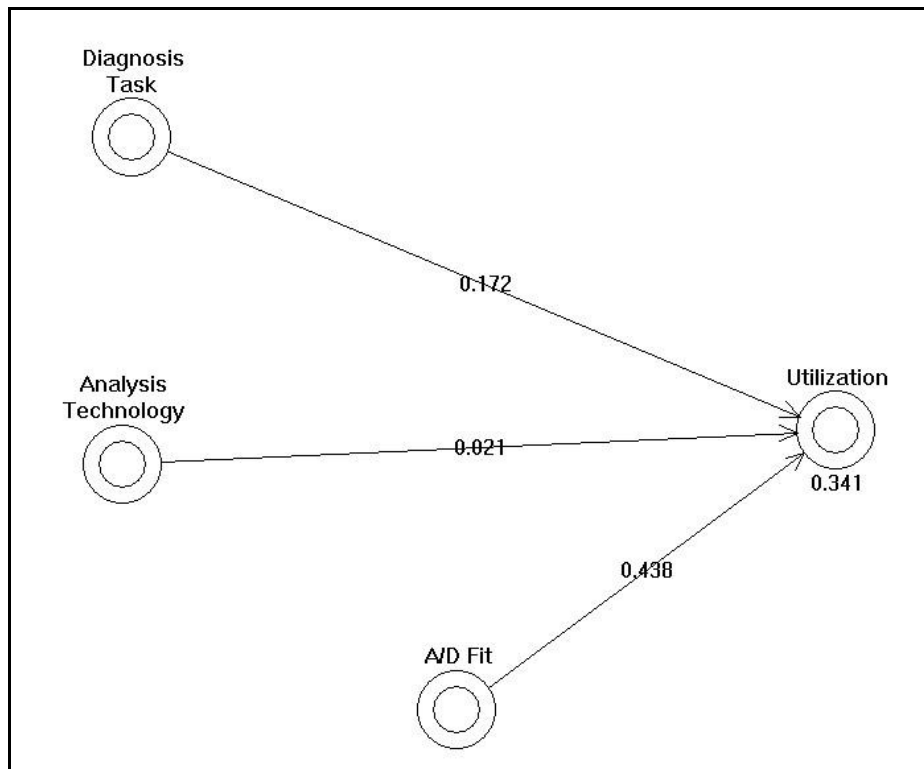 Diagnosis
Task
0.172
Analysis
Technology
0.021
Utilization
0.341
0.438
A/D Fit